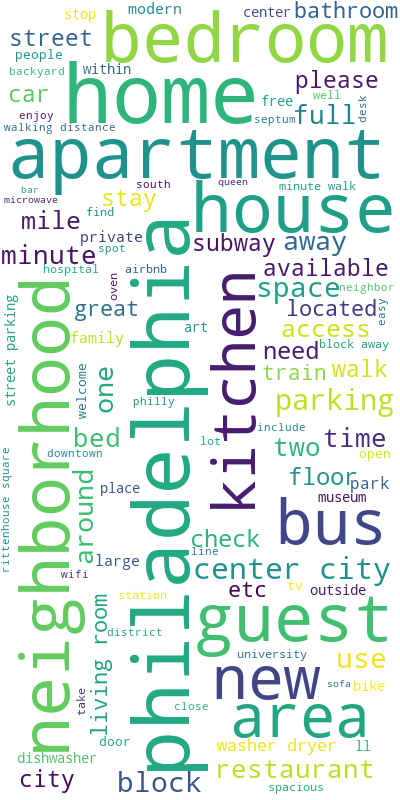 stop
modern
center
bathroom
street
bedroom
people
within
backyard
home
please
car
free
well
full
enjoy
septum
desk
walking distance
apartment
bar
microwave
south
queen
minute walk
stay
house
mile
find
private
spot
subway
away
minute
hospital
airbnb
available
oven
space
neighbor
street parking
great
located
easy
family
art
access
need
block away
neighborhood
philadelphia
kitchen
welcome
one
train
walk
philly
parking
bed
lot
include
two
time
downtown
open
rittenhouse square
around
place
floor
park
museum
bus
check
large
line
wifi
center city
etc
outside
tv
station
living room
district
guest
university
use
take
new
sofa
bike
close
area
door
dishwasher
washer dryer
ll
city
block
restaurant
spacious